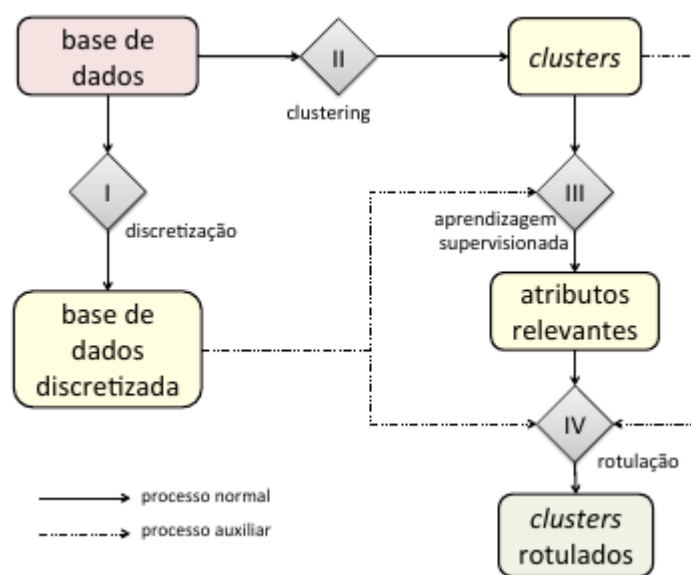 base de
dados
II
clustering
clusters
I
discretização
III
aprendizagem
supervisionada
base de
dados
discretizada
atributos
relevantes
IV
rotulação
processo normal
processo auxiliar
clusters
rotulados